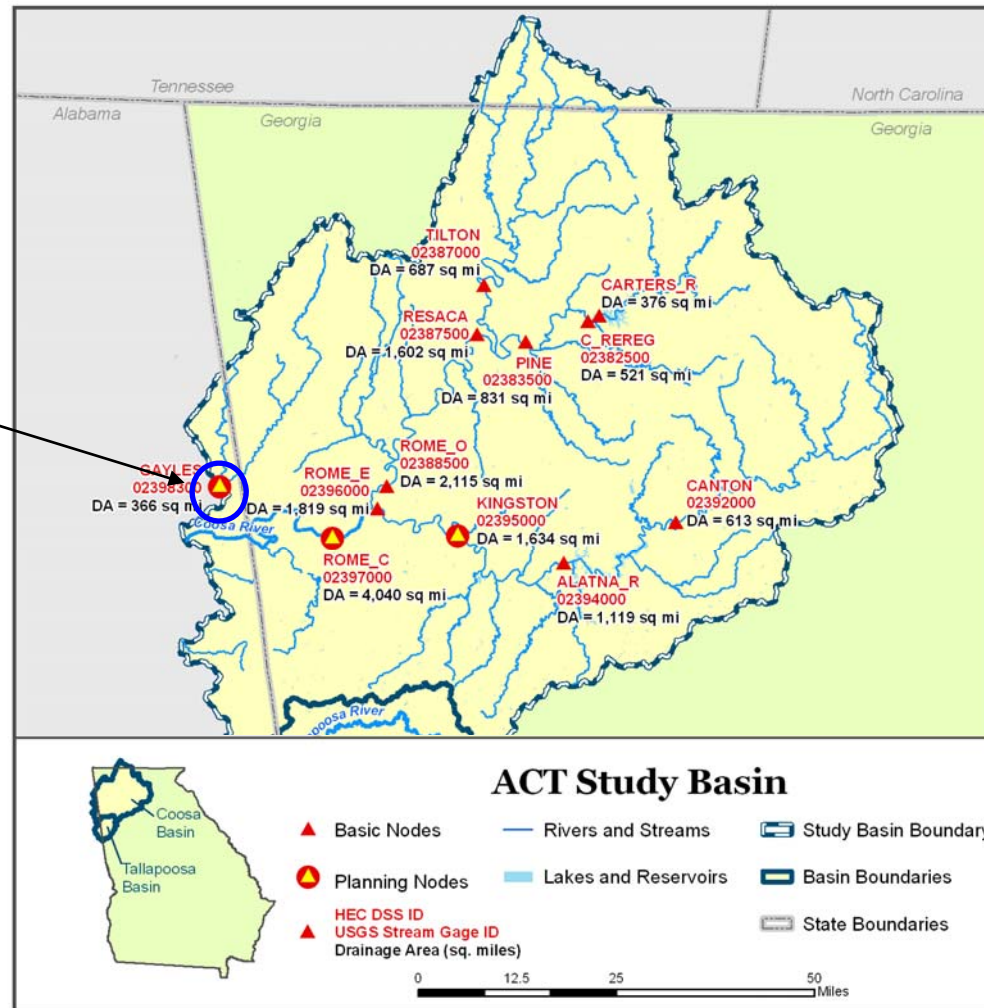 Tennessee
North Carolina
Alabama
Georgia
Georgia
TILTON
02387000
DA = 687 sq mi
CARTERS_R
DA = 376 sq mi
RESACA
02387500
DA = 1,602 sq mi
C_REREG
02382500
DA = 521 sq mi
PINE
02383500
DA = 831 sq mi
GAYLES
02398300
DA = 366 sq mi
Coosa River
ROME_O
02388500
DA = 2,115 sq mi
ROME_E
02396000
DA = 1,819 sq mi
KINGSTON
02395000
DA = 1,634 sq mi
CANTON
02392000
DA = 613 sq mi
ROME_C
02397000
DA = 4,040 sq mi
ALATNA_R
02394000
DA = 1,119 sq mi
poosa River
ACT Study Basin
Coosa
Basin
Tallapoosa
Basin
Basic Nodes
Rivers and Streams
Study Basin Boundary
Planning Nodes
Lakes and Reservoirs
Basin Boundaries
HEC DSS ID
USGS Stream Gage ID
Drainage Area (sq. miles)
State Boundaries
0 12.5 25 50
Miles